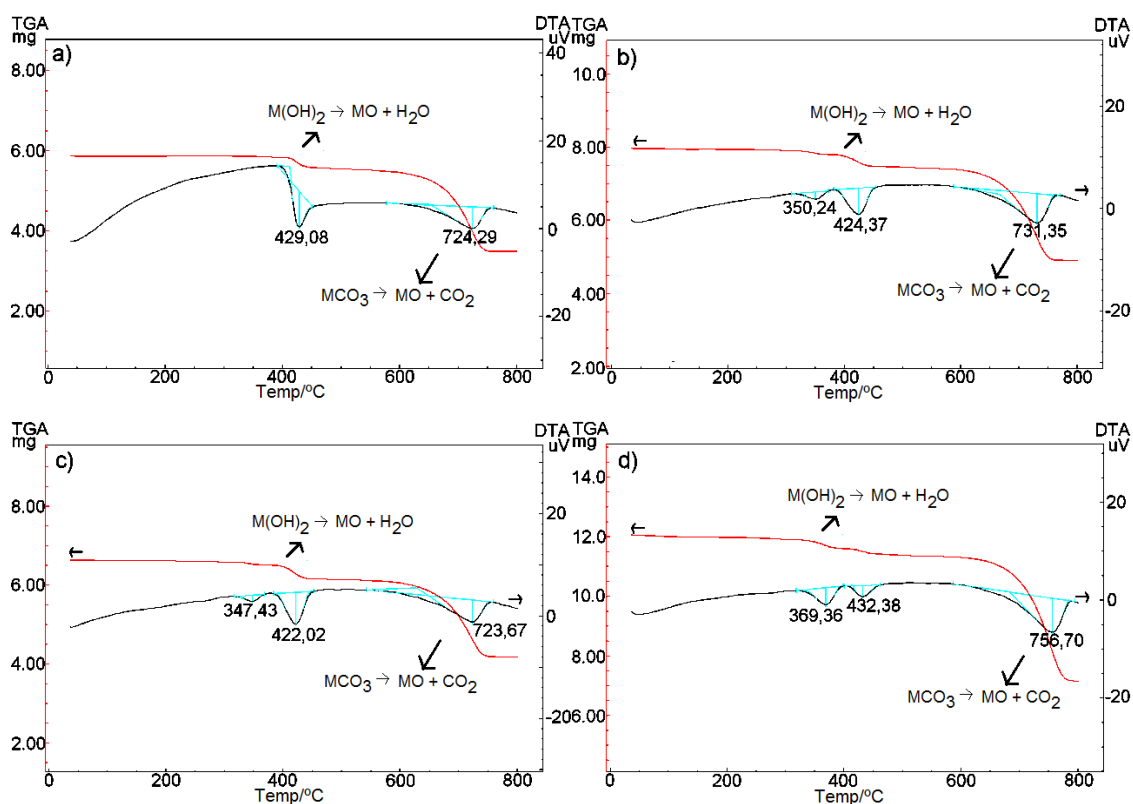 TGA
mg
DTA
uV
a)
8.00
6.00
4.00
2.00
40
20
0
-20
M(OH)2 → MO + H2O
429,08
724,29
MCO3 → MO + CO2
0 200 400 600 800
Temp/ºC
TGA
mg
DTA
uV
b)
10.0
8.00
6.00
4.00
2.00
20
0
-20
M(OH)2 → MO + H2O
350,24
424,37
731,35
MCO3 → MO + CO2
0 200 400 600 800
Temp/ºC
TGA
mg
DTA
uV
c)
8.00
6.00
4.00
2.00
20
0
-20
M(OH)2 → MO + H2O
347,43
422,02
723,67
MCO3 → MO + CO2
0 200 400 600 800
Temp/ºC
TGA
mg
DTA
uV
d)
14.0
12.0
10.0
8.00
6.00
20
0
-20
M(OH)2 → MO + H2O
369,36
432,38
756,70
MCO3 → MO + CO2
0 200 400 600 800
Temp/ºC